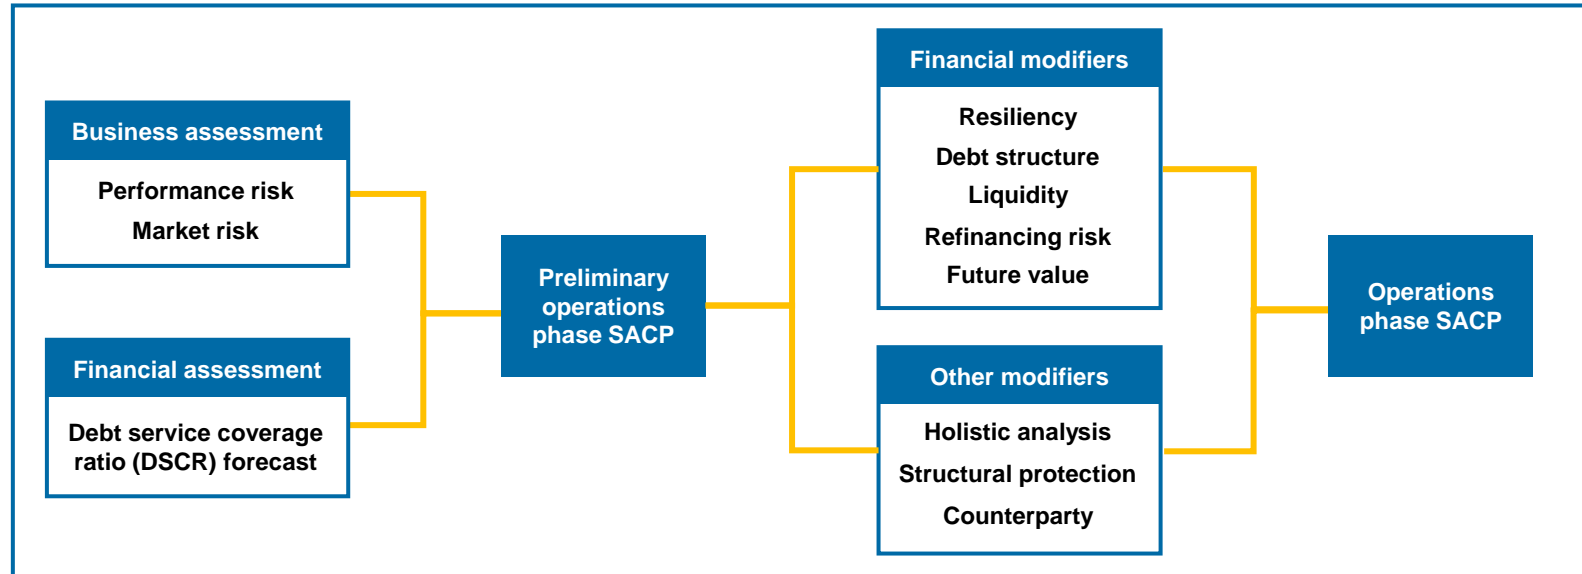 Business assessment
Performance risk
Market risk
Financial assessment
Debt service coverage
ratio (DSCR) forecast
Preliminary
operations
phase SACP
Financial modifiers
Resiliency
Debt structure
Liquidity
Refinancing risk
Future value
Other modifiers
Holistic analysis
Structural protection
Counterparty
Operations
phase SACP